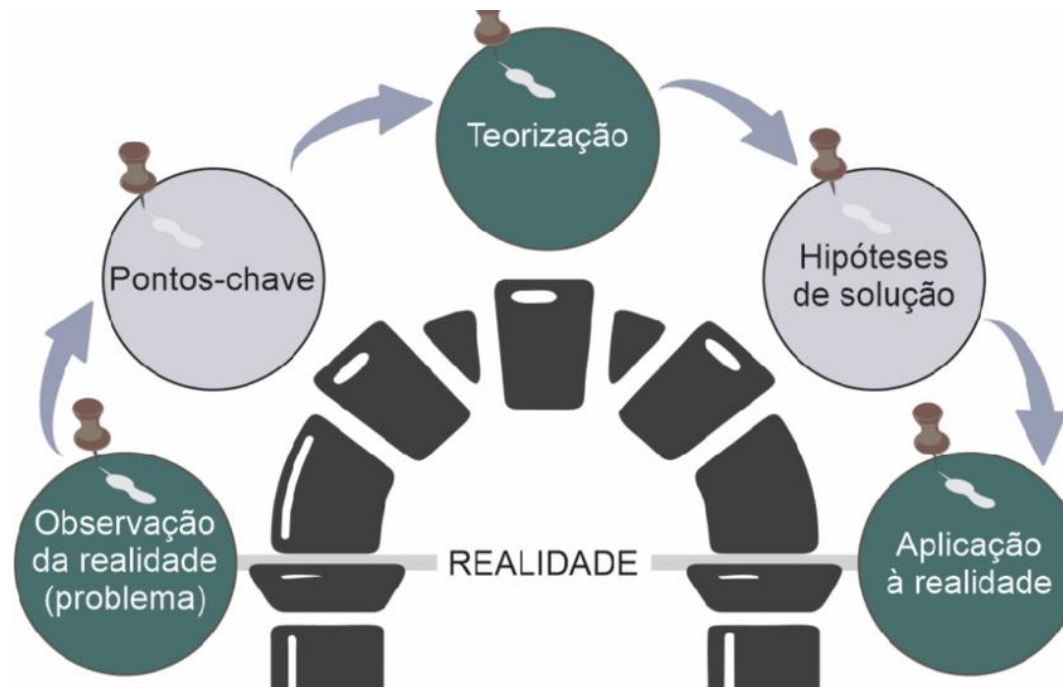 Observação
da realidade
(problema)
Pontos-chave
Teorização
Hipóteses
de solução
Aplicação
à realidade
REALIDADE